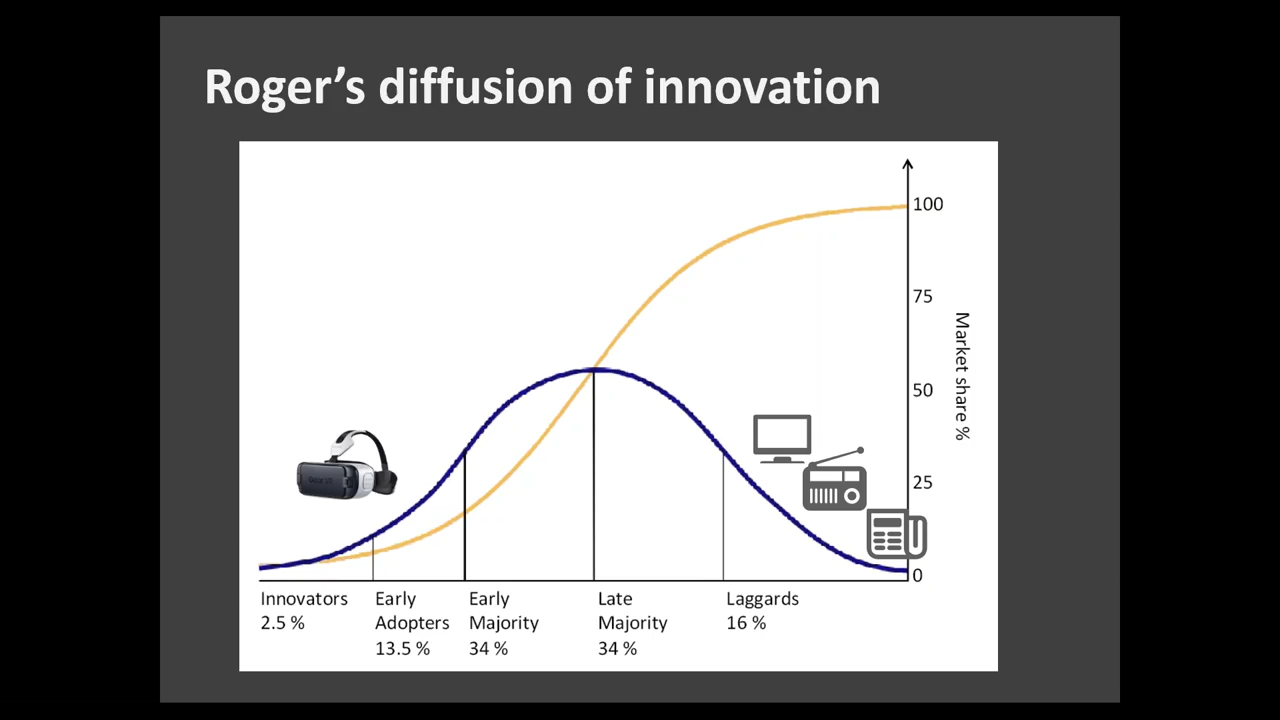 Roger's diffusion of innovation
100
75
50
25
0
Market share %
Innovators
2.5 %
Early
Adopters
13.5 %
Early
Majority
34 %
Late
Majority
34 %
Laggards
16 %